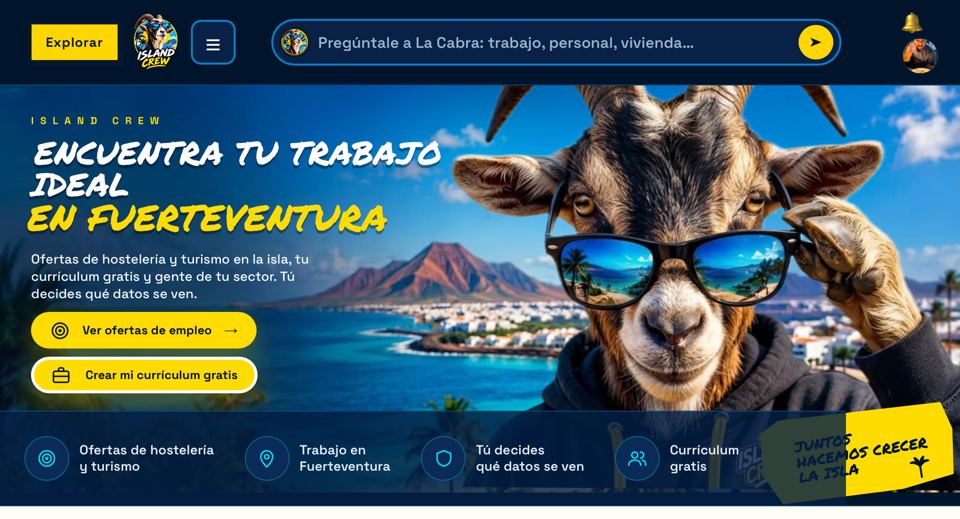 Explorar
ISLAND
CREW
Pregúntale a La Cabra: trabajo, personal, vivienda...
ISLAND CREW
ENCUENTRA TU TRABAJO
IDEAL
EN FUERTEVENTURA
Ofertas de hostelería y turismo en la isla, tu
currículum gratis y gente de tu sector. Tú
decides qué datos se ven.
Ver ofertas de empleo →
Crear mi currículum gratis
Ofertas de hostelería
y turismo
Trabajo en
Fuerteventura
Tú decides
qué datos se ven
Currículum
gratis
JUNTOS
HACEMOS CRECER
LA ISLA